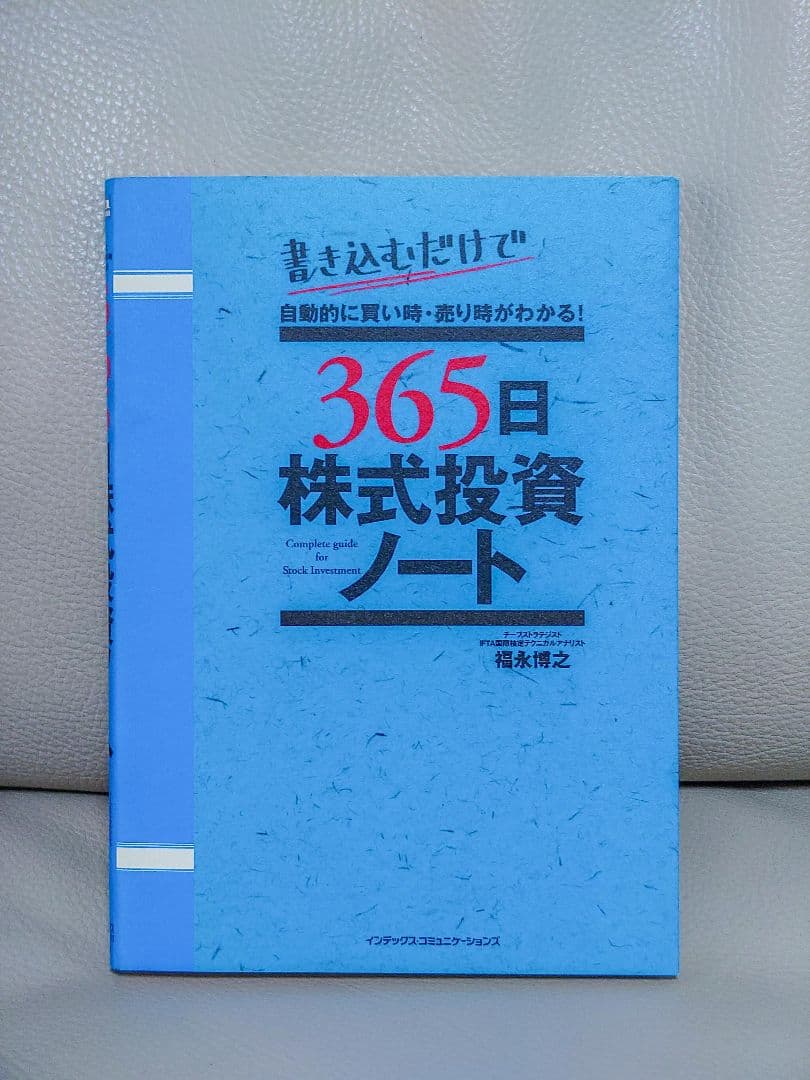 書き込むだけで
自動的に買い時・売り時がわかる！
365日
株式投資
Complete guide
for
Stock Investment
ノート
チーフストラテジスト
IFTA国際検定テクニカルアナリスト
福永博之
インデックス・コミュニケーションズ